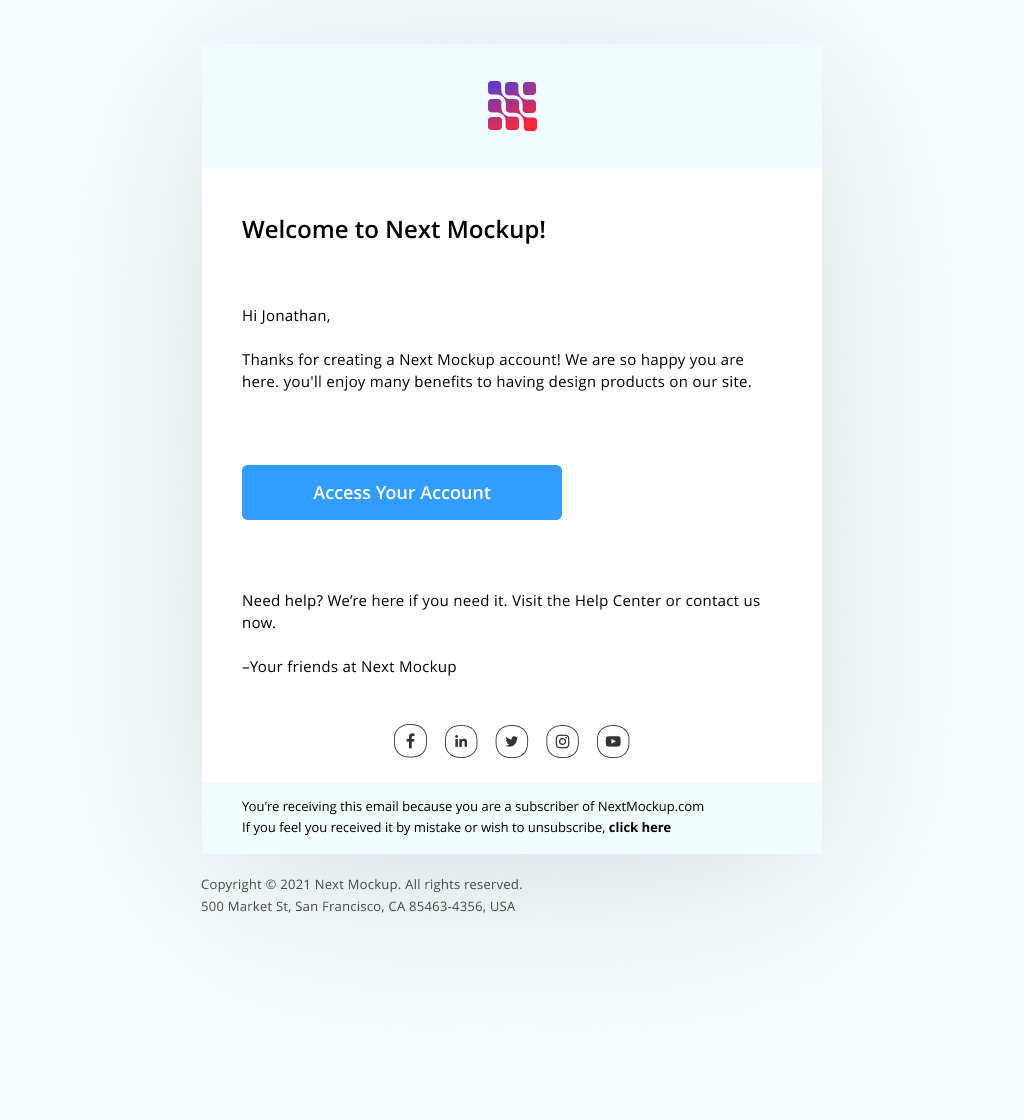 Welcome to Next Mockup!
Hi Jonathan,
Thanks for creating a Next Mockup account! We are so happy you are
here. you'll enjoy many benefits to having design products on our site.
Access Your Account
Need help? We’re here if you need it. Visit the Help Center or contact us
now.
–Your friends at Next Mockup
You're receiving this email because you are a subscriber of NextMockup.com
If you feel you received it by mistake or wish to unsubscribe, click here
Copyright © 2021 Next Mockup. All rights reserved.
500 Market St, San Francisco, CA 85463-4356, USA